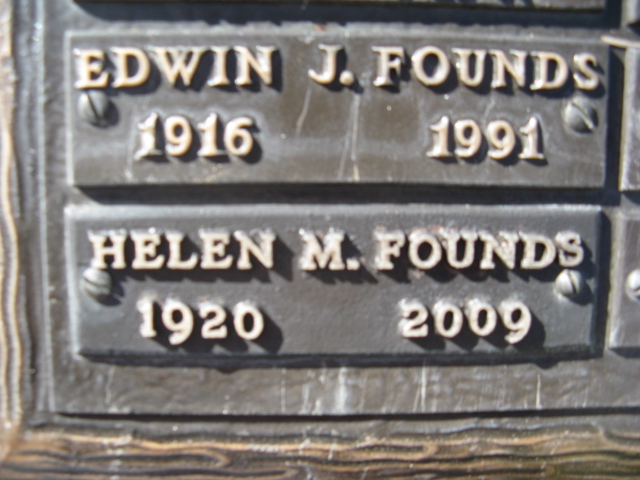 EDWIN J. FOUNDS
1916 1991
HELEN M. FOUNDS
1920 2009